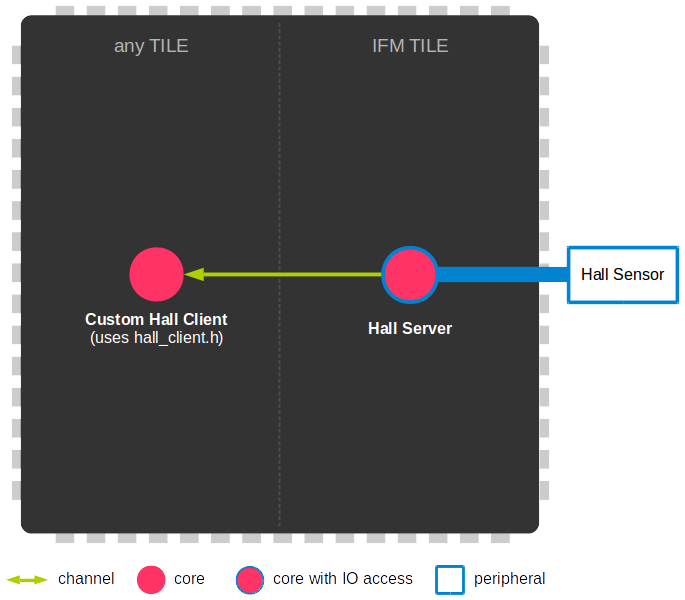 any TILE
IFM TILE
Custom Hall Client
(uses hall_client.h)
Hall Server
Hall Sensor
channel
core
core with IO access
peripheral